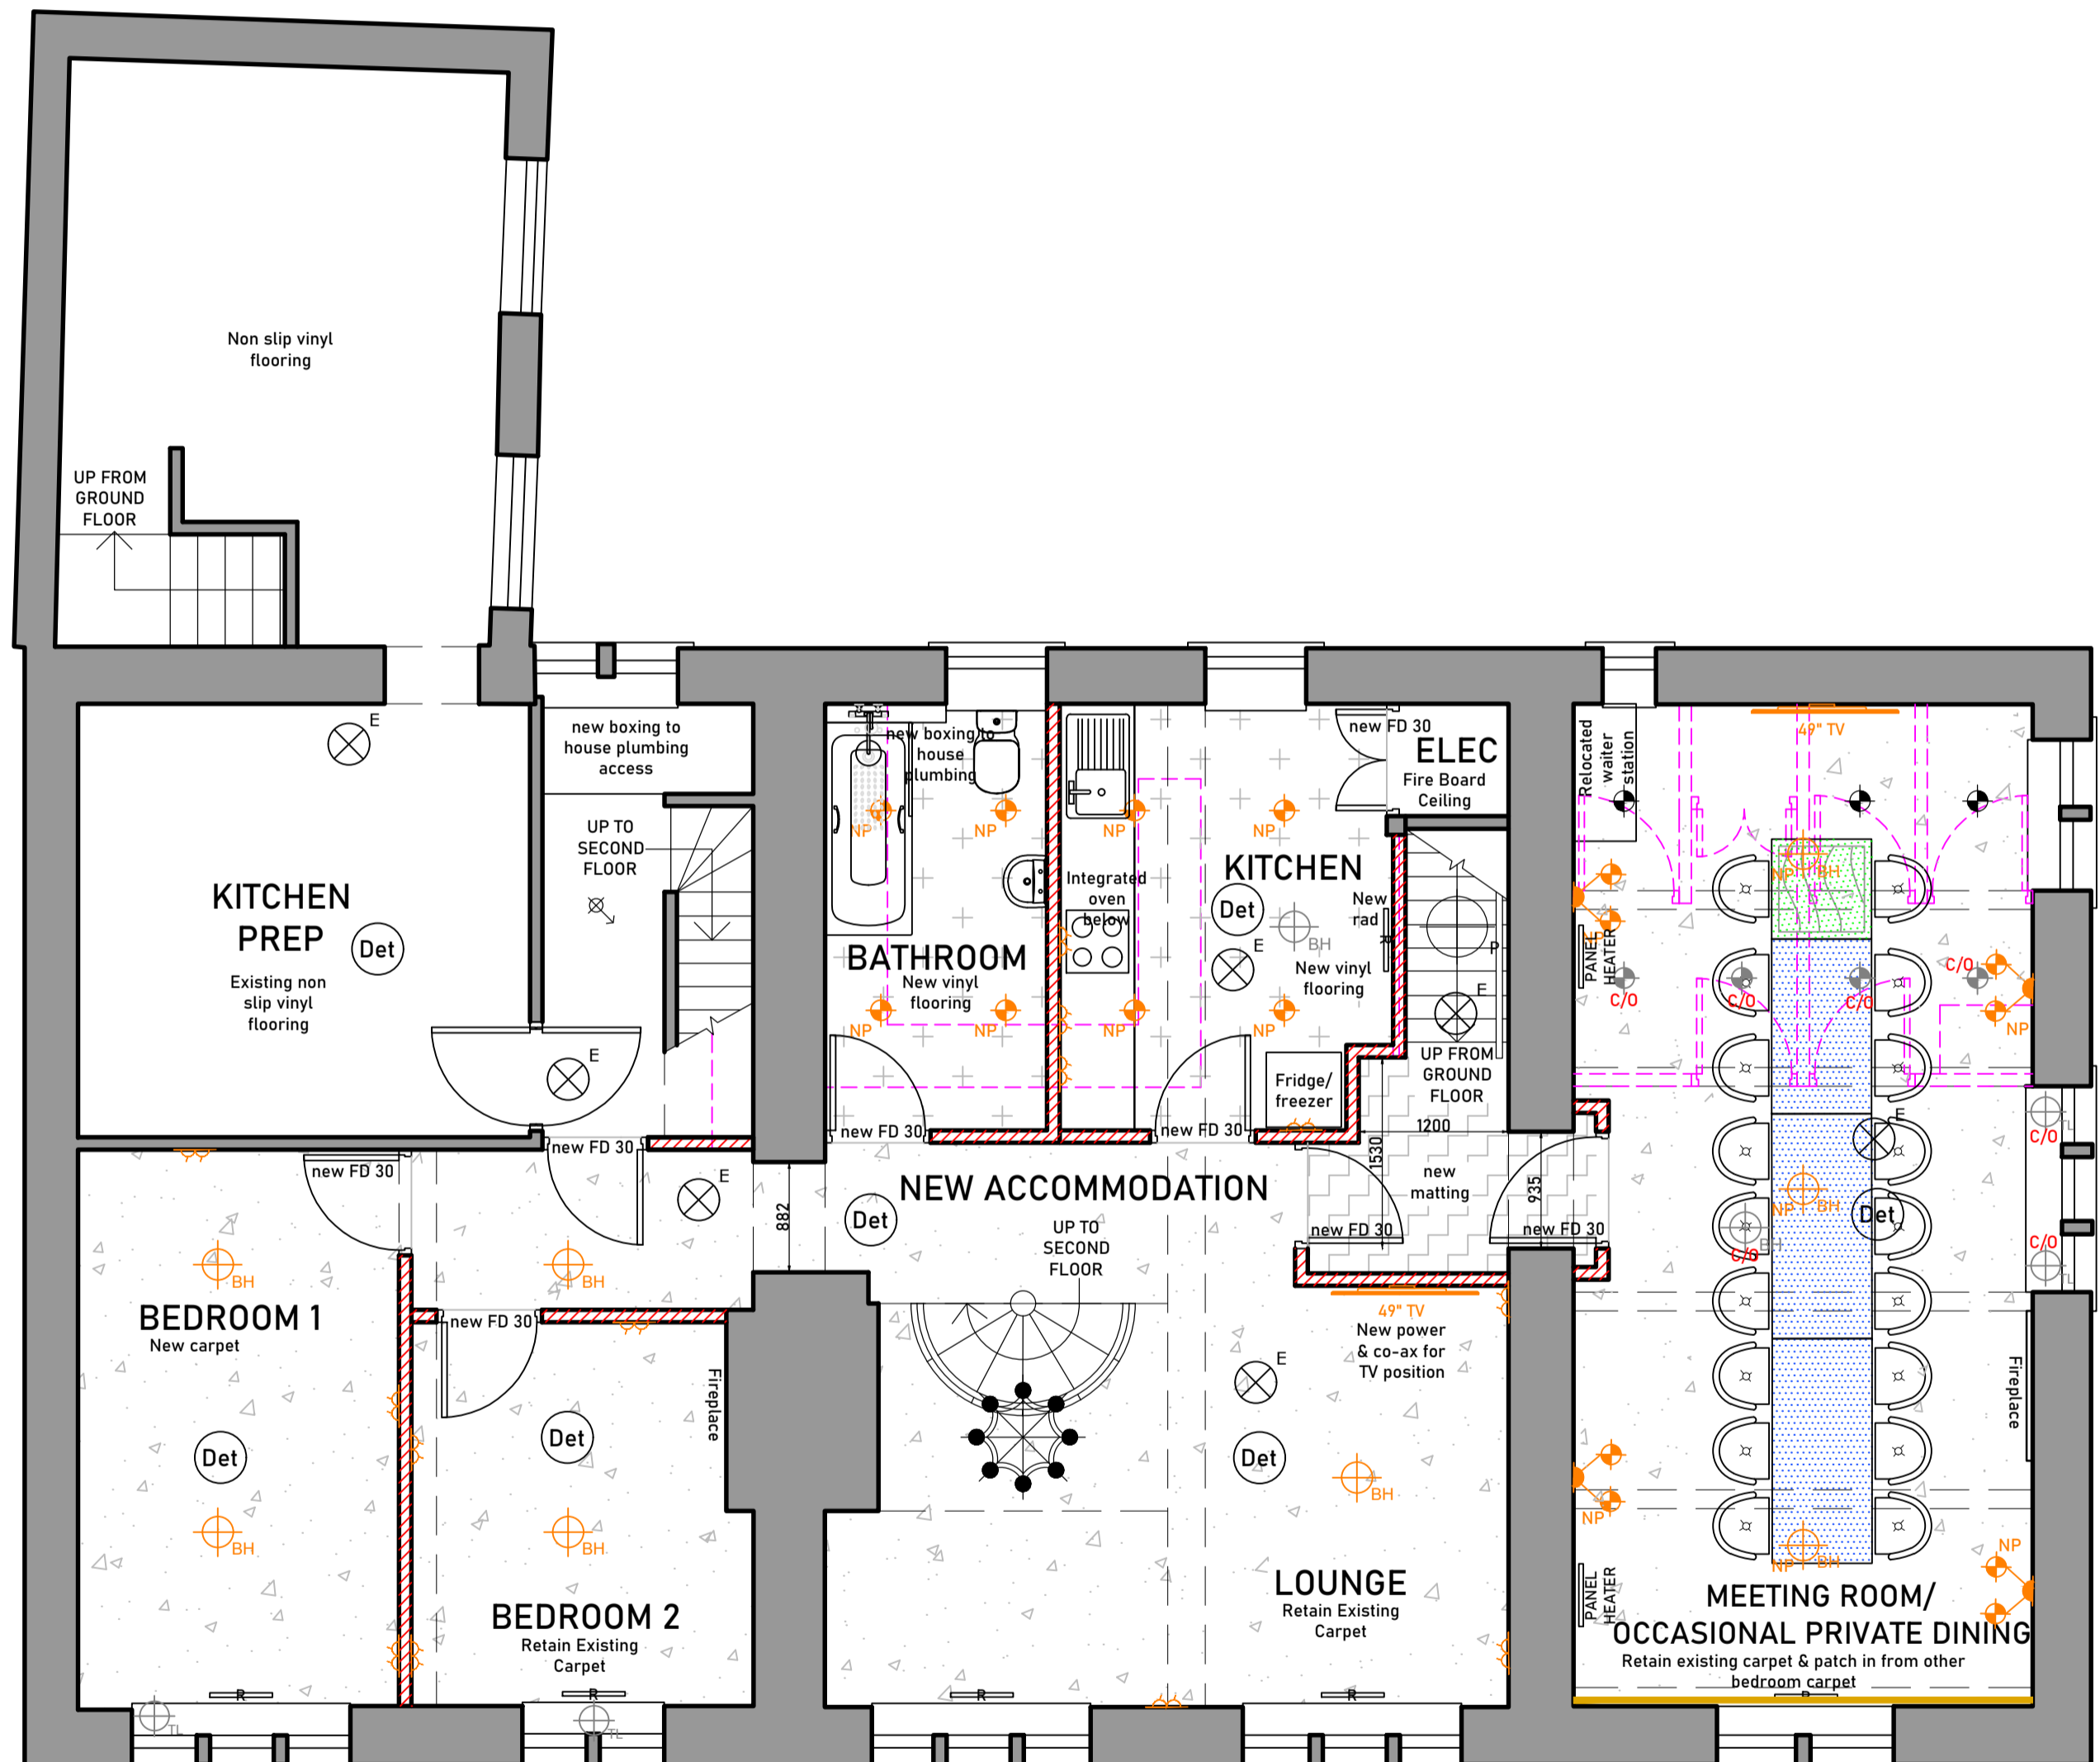 Non slip vinyl
flooring
UP FROM
GROUND
FLOOR
E
KITCHEN
PREP
Det
Existing non
slip vinyl
flooring
new boxing to
house plumbing
access
UP TO
SECOND
FLOOR
E
new FD 30
new FD 30
E
882
BH
BH
BEDROOM 1
New carpet
new FD 30
Fireplace
Det
Det
BH
BH
BEDROOM 2
Retain Existing
Carpet
R
R
TL
TL
new boxing to
house
plumbing
NP
NP
NP
NP
BATHROOM
New vinyl
flooring
NP
NP
NP
NP
new FD 30
new FD 30
Integrated
oven
below
KITCHEN
Det
BH
E
New
rad
R
New vinyl
flooring
Fridge/
freezer
new FD 30
ELEC
Fire Board
Ceiling
P
E
UP FROM
GROUND
FLOOR
1200
1530
935
new
matting
new FD 30
new FD 30
NEW ACCOMMODATION
Det
UP TO
SECOND
FLOOR
49" TV
New power
& co-ax for
TV position
E
Det
BH
LOUNGE
Retain Existing
Carpet
R
R
Relocated
waiter
station
49" TV
NP
BH
NP
PANEL
HEATER
C/O
C/O
C/O
C/O
NP
E
TL
C/O
NP
BH
Det
BH
C/O
C/O
TL
Fireplace
NP
NP
BH
NP
PANEL
HEATER
MEETING ROOM/
OCCASIONAL PRIVATE DINING
Retain existing carpet & patch in from other
bedroom carpet
R